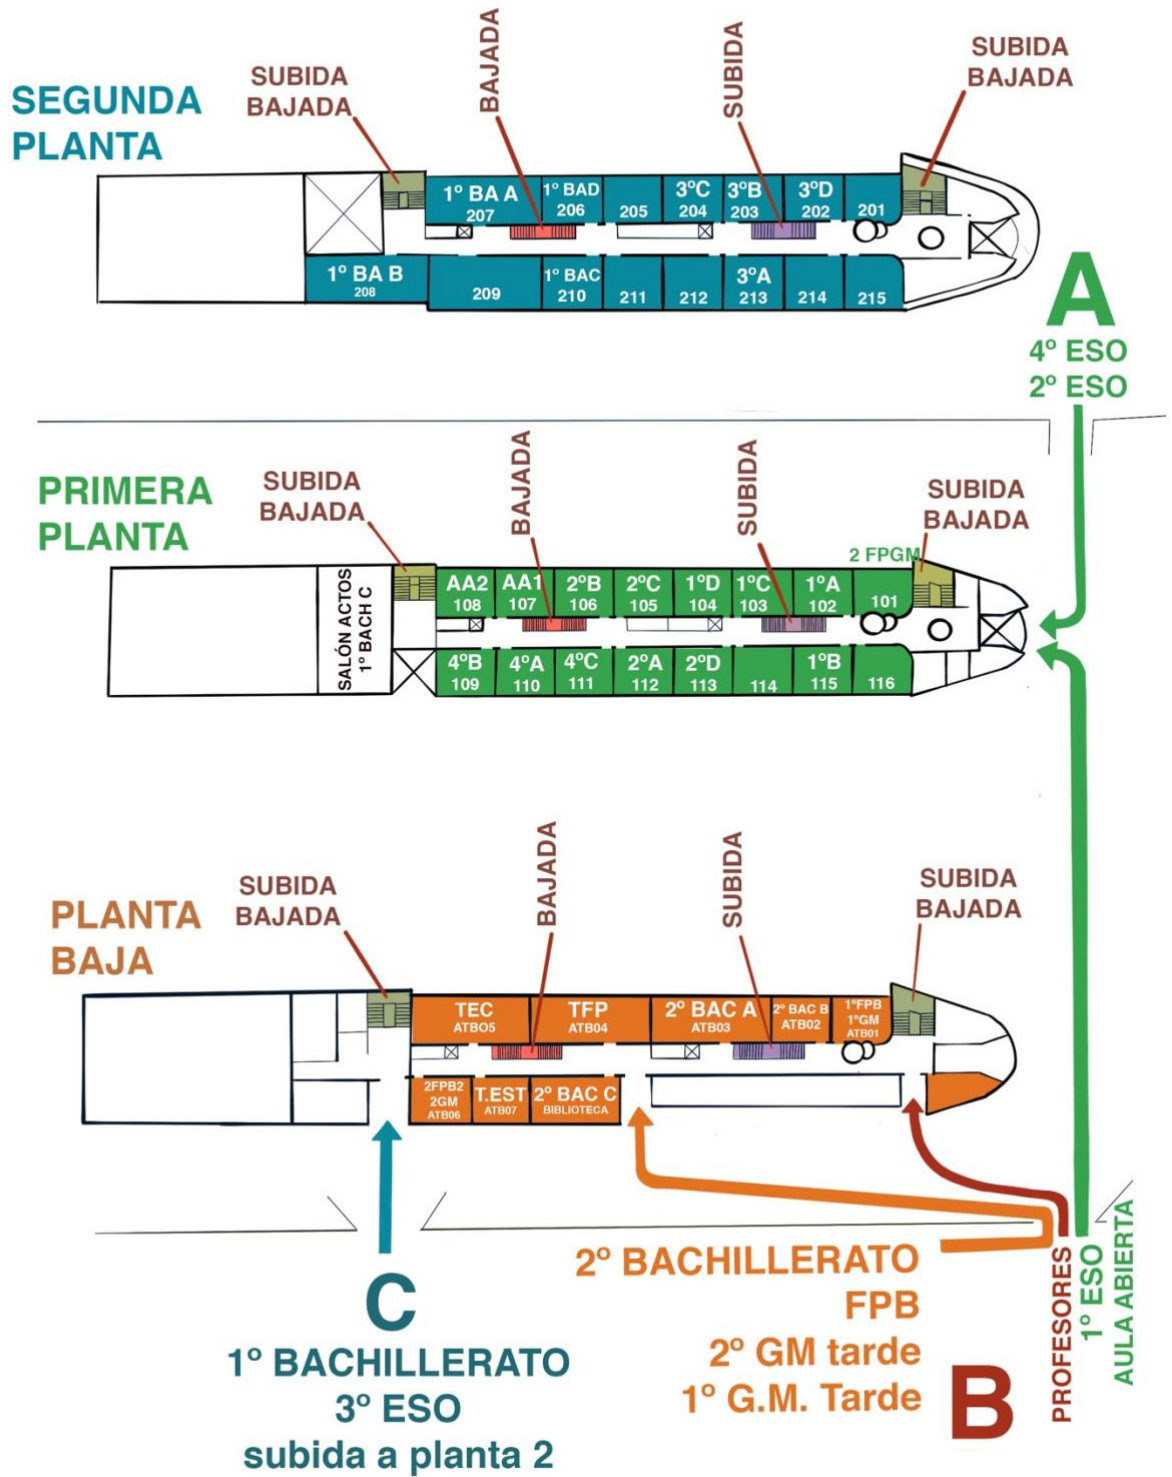 SEGUNDA
PLANTA
SUBIDA
BAJADA
BAJADA
SUBIDA
SUBIDA
BAJADA
1º BA A
207
1º BAD
206
205
3ºC
204
3ºB
203
3ºD
202
201
1º BA B
208
209
1º BAC
210
211
212
3ºA
213
214
215
A
4º ESO
2º ESO
PRIMERA
PLANTA
SUBIDA
BAJADA
BAJADA
SUBIDA
SUBIDA
BAJADA
2 FPGM
SALÓN ACTOS
1º BACH C
AA2
108
AA1
107
2ºB
106
2ºC
105
1ºD
104
1ºC
103
1ºA
102
101
4ºB
109
4ºA
110
4ºC
111
2ºA
112
2ºD
113
114
1ºB
115
116
PLANTA
BAJA
SUBIDA
BAJADA
BAJADA
SUBIDA
SUBIDA
BAJADA
TEC
ATBO5
TFP
ATB04
2º BAC A
ATB03
2º BAC B
ATB02
1ºFPB
1ºGM
ATB01
2FPB2
2GM
ATB06
T.EST
ATB07
2º BAC C
BIBLIOTECA
C
1º BACHILLERATO
3º ESO
subida a planta 2
2º BACHILLERATO
FPB
2º GM tarde
1º G.M. Tarde
B
PROFESORES
1º ESO
AULA ABIERTA